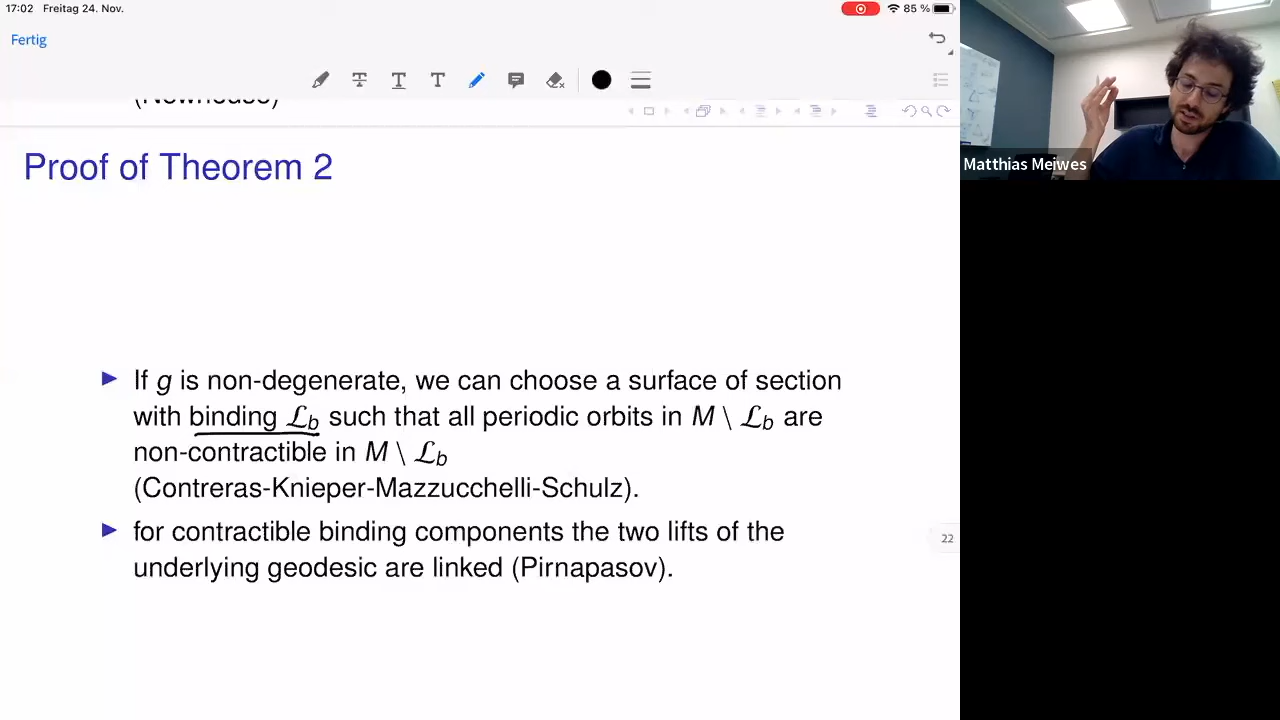 17:02 Freitag 24. Nov.
85 %
Fertig
(Newhouse)
Proof of Theorem 2
If g is non-degenerate, we can choose a surface of section
with binding ℒ_b such that all periodic orbits in M \ ℒ_b are
non-contractible in M \ ℒ_b
(Contreras-Knieper-Mazzucchelli-Schulz).
for contractible binding components the two lifts of the
underlying geodesic are linked (Pirnapasov).
22
Matthias Meiwes